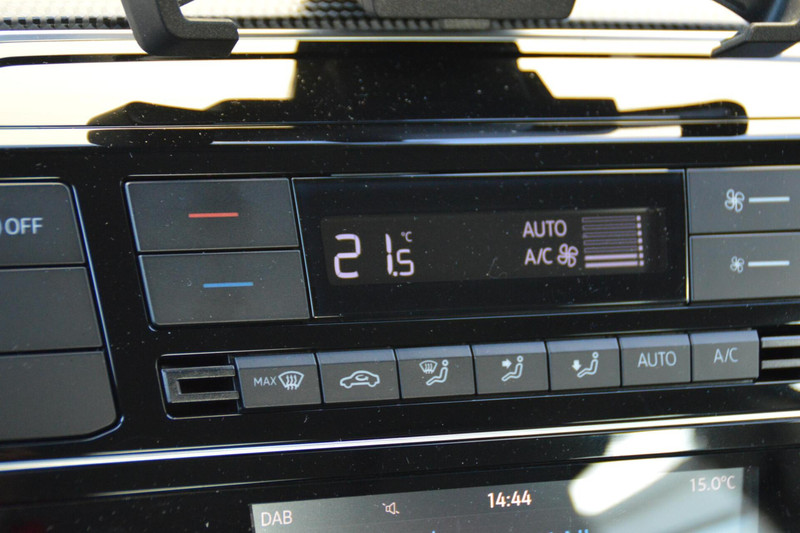 OFF
21.5 °C
AUTO
A/C
MAX
AUTO
A/C
DAB
14:44
15.0°C